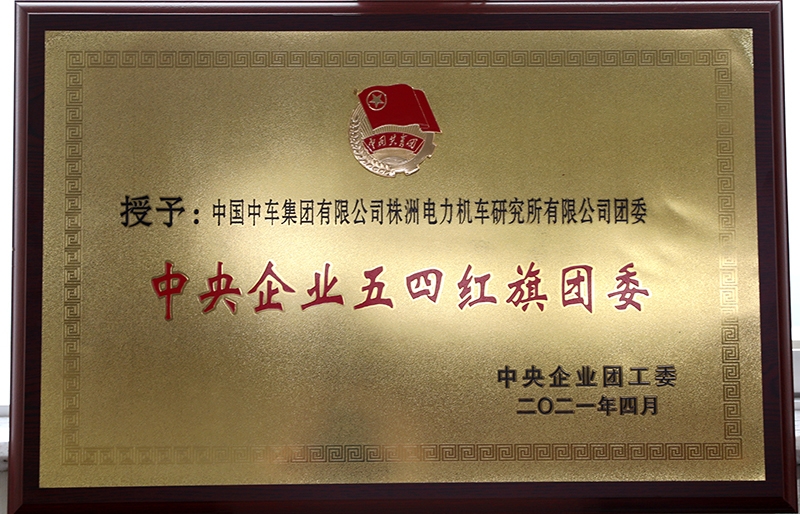 中国共青团
授予：中国中车集团有限公司株洲电力机车研究所有限公司团委
中央企业五四红旗团委
中央企业团工委
二〇二一年四月